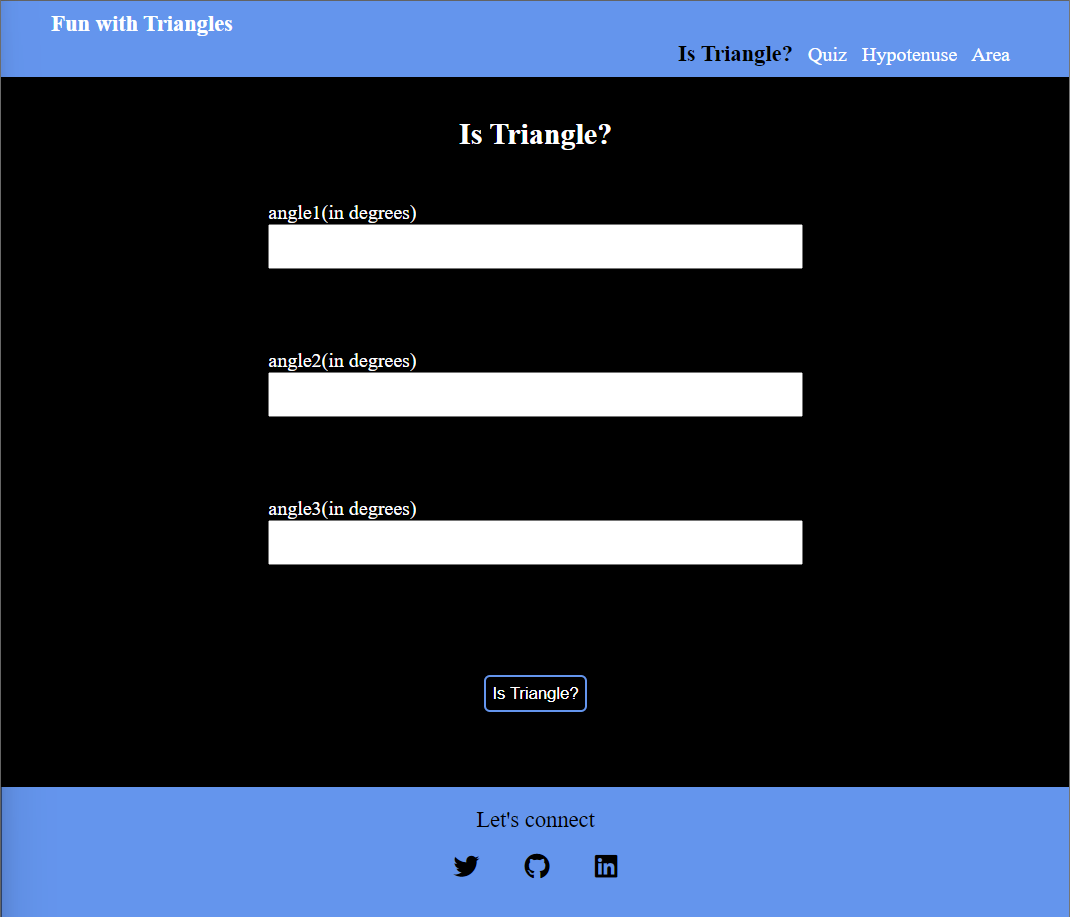 Fun with Triangles
Is Triangle? Quiz Hypotenuse Area
Is Triangle?
angle1(in degrees)
angle2(in degrees)
angle3(in degrees)
Is Triangle?
Let's connect
in